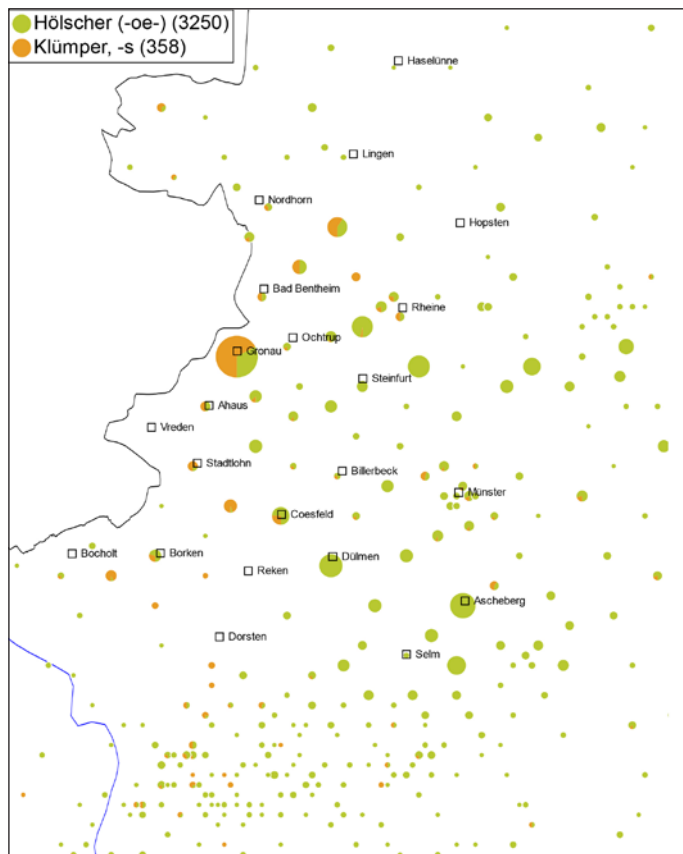 Hölscher (-oe-) (3250)
Klümper, -s (358)
Haselünne
Lingen
Nordhorn
Hopsten
Bad Bentheim
Rheine
Ochtrup
Gronau
Steinfurt
Ahaus
Vreden
Stadtlohn
Billerbeck
Münster
Coesfeld
Bocholt
Borken
Dülmen
Reken
Ascheberg
Dorsten
Selm